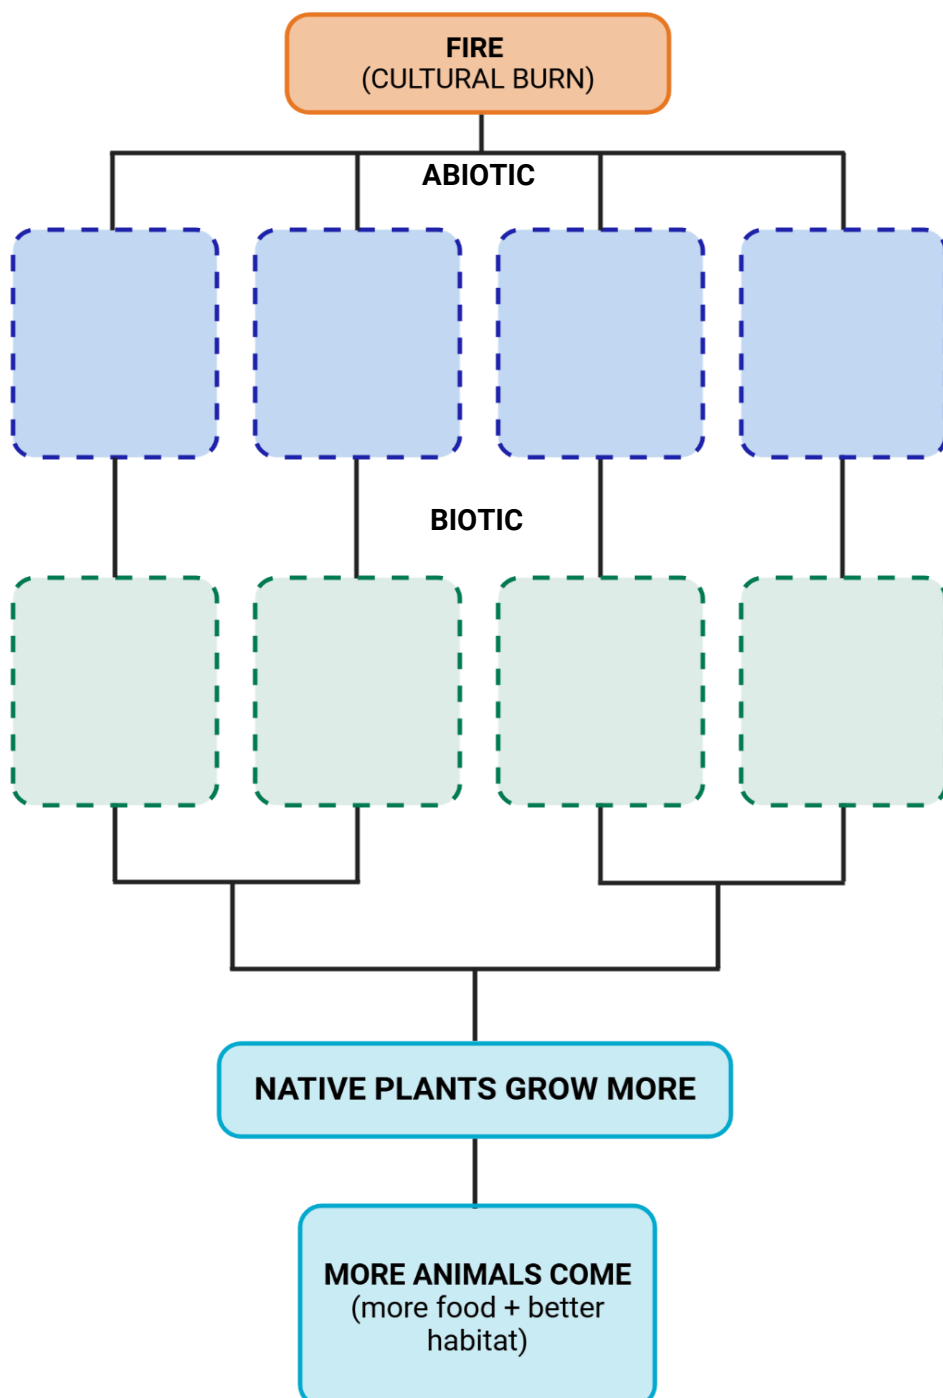 FIRE
(CULTURAL BURN)
ABIOTIC
BIOTIC
NATIVE PLANTS GROW MORE
MORE ANIMALS COME
(more food + better
habitat)